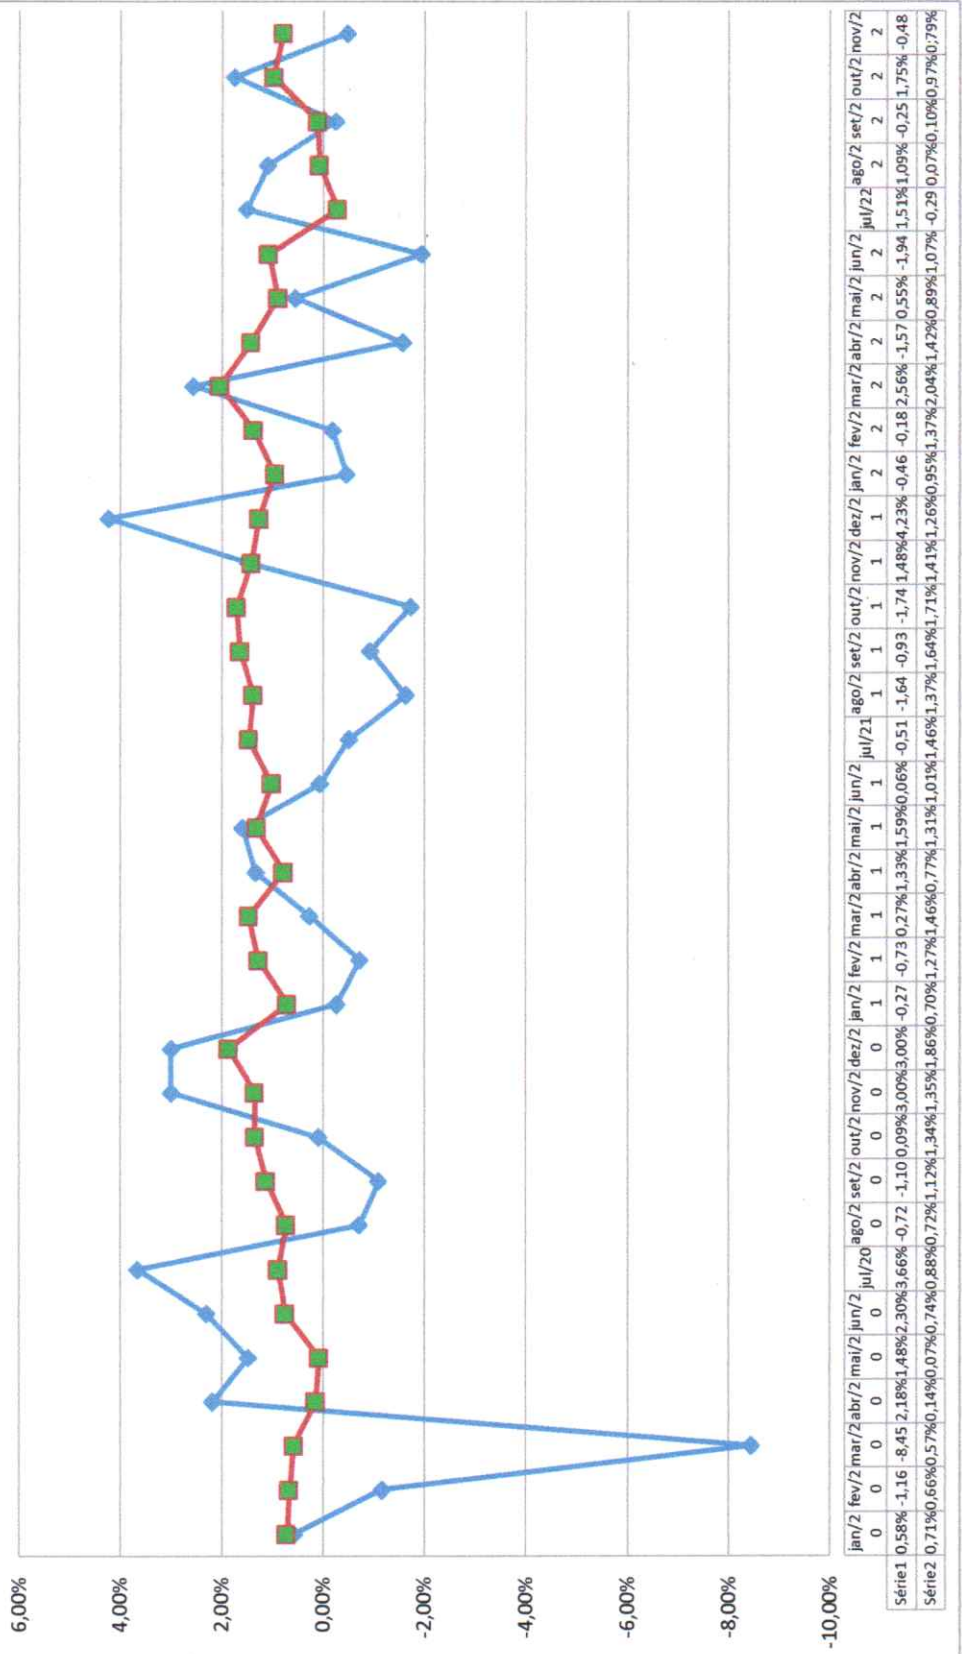 6,00%
4,00%
2,00%
0,00%
-2,00%
-4,00%
-6,00%
-8,00%
-10,00%
jan/2 fev/2 mar/2 abr/2 mai/2 jun/2 jul/20 ago/2 set/2 out/2 nov/2 dez/2 jan/2 fev/2 mar/2 abr/2 mai/2 jun/2 jul/21 ago/2 set/2 out/2 nov/2 dez/2 jan/2 fev/2 mar/2 abr/2 mai/2 jun/2 jul/22 ago/2 set/2 out/2 nov/2
0 0 0 0 0 0 0 0 0 0 0 1 1 1 1 1 1 1 1 1 1 1 2 2 2 2 2 2 2 2 2 2
Série1 0,58% -1,16 -8,45 2,18% 1,48% 2,30% 3,66% -0,72 -1,10 0,09% 3,00% 3,00% -0,27 -0,73 0,27% 1,33% 1,59% 0,06% -0,51 -1,64 -0,93 -1,74 1,48% 4,23% -0,46 -0,18 2,56% -1,57 0,55% -1,94 1,51% 1,09% -0,25 1,75% -0,48
Série2 0,71% 0,66% 0,57% 0,14% 0,07% 0,74% 0,88% 0,72% 1,12% 1,34% 1,35% 1,86% 0,70% 1,27% 1,46% 0,77% 1,31% 1,01% 1,46% 1,37% 1,64% 1,71% 1,41% 1,26% 0,95% 1,37% 2,04% 1,42% 0,89% 1,07% -0,29 0,07% 0,10% 0,97% 0,79%